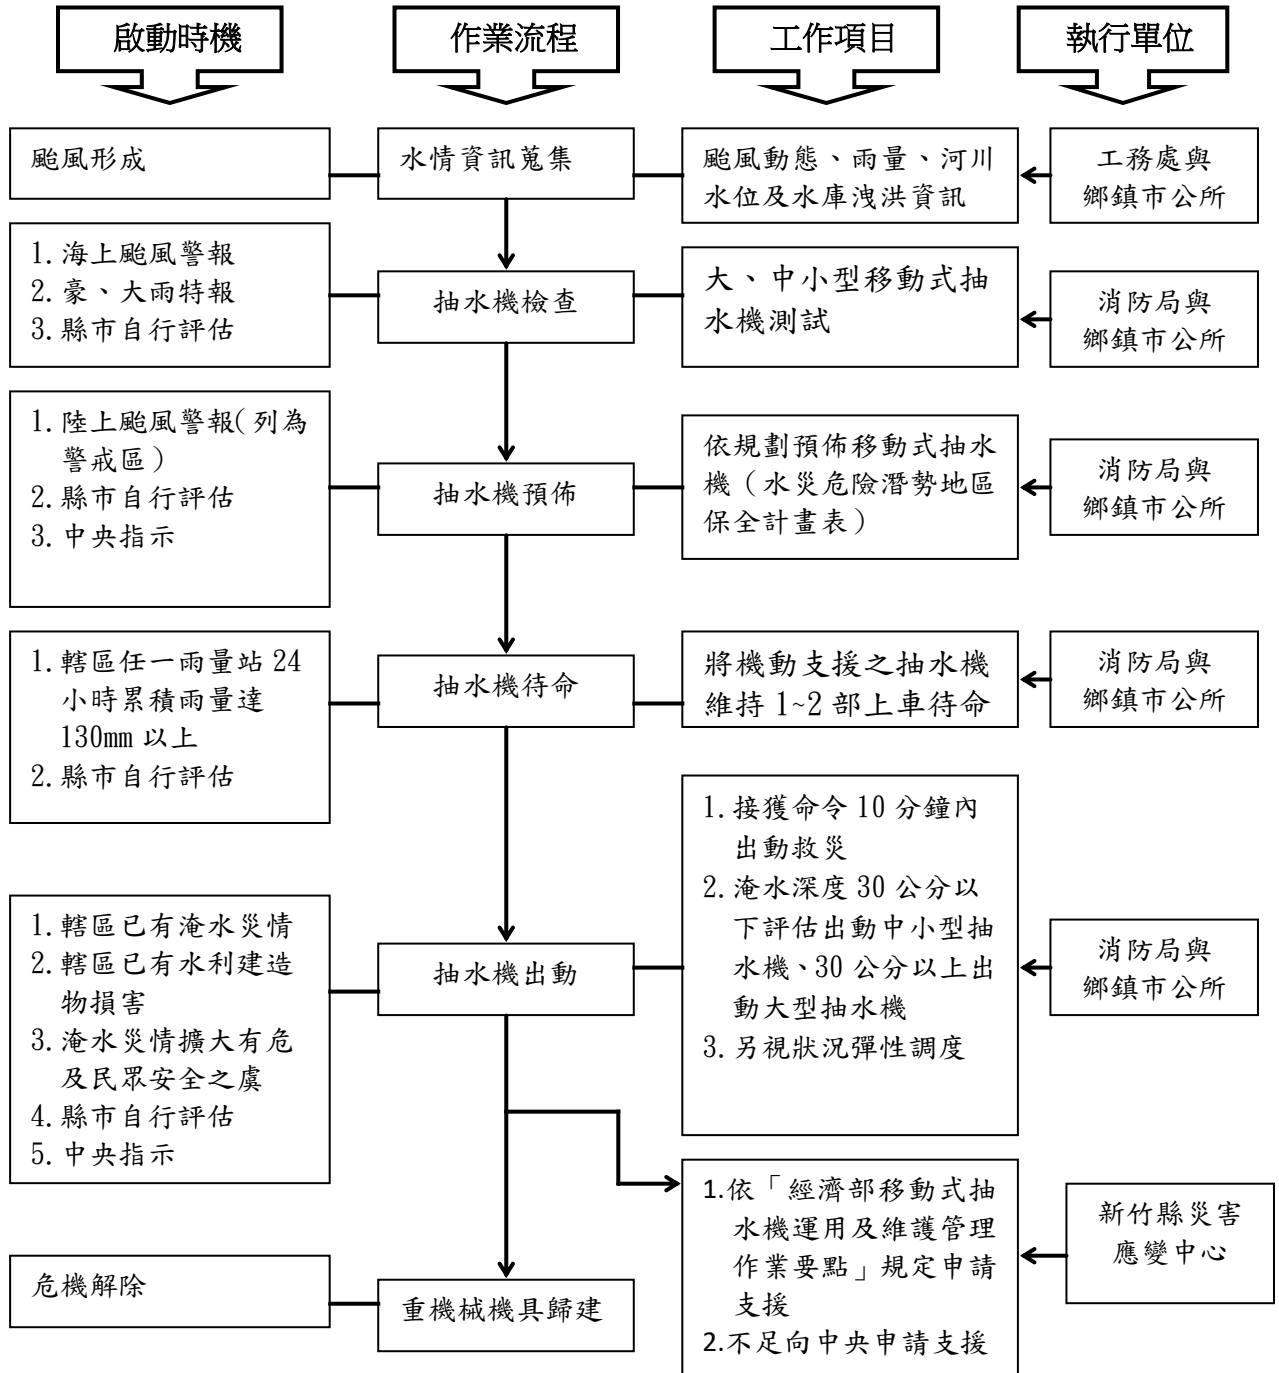 啟動時機
作業流程
工作項目
執行單位
颱風形成
水情資訊蒐集
颱風動態、雨量、河川
水位及水庫洩洪資訊
工務處與
鄉鎮市公所
1.海上颱風警報
2.豪、大雨特報
3.縣市自行評估
抽水機檢查
大、中小型移動式抽
水機測試
消防局與
鄉鎮市公所
1.陸上颱風警報(列為
警戒區)
2.縣市自行評估
3.中央指示
抽水機預佈
依規劃預佈移動式抽水
機(水災危險潛勢地區
保全計畫表)
消防局與
鄉鎮市公所
1.轄區任一雨量站 24
小時累積雨量達
130mm 以上
2.縣市自行評估
抽水機待命
將機動支援之抽水機
維持 1~2 部上車待命
消防局與
鄉鎮市公所
1.轄區已有淹水災情
2.轄區已有水利建造
物損害
3.淹水災情擴大有危
及民眾安全之虞
4.縣市自行評估
5.中央指示
抽水機出動
1.接獲命令 10 分鐘內
出動救災
2.淹水深度 30 公分以
下評估出動中小型抽
水機、30 公分以上出
動大型抽水機
3.另視狀況彈性調度
消防局與
鄉鎮市公所
1.依「經濟部移動式抽
水機運用及維護管理
作業要點」規定申請
支援
2.不足向中央申請支援
新竹縣災害
應變中心
危機解除
重機械機具歸建